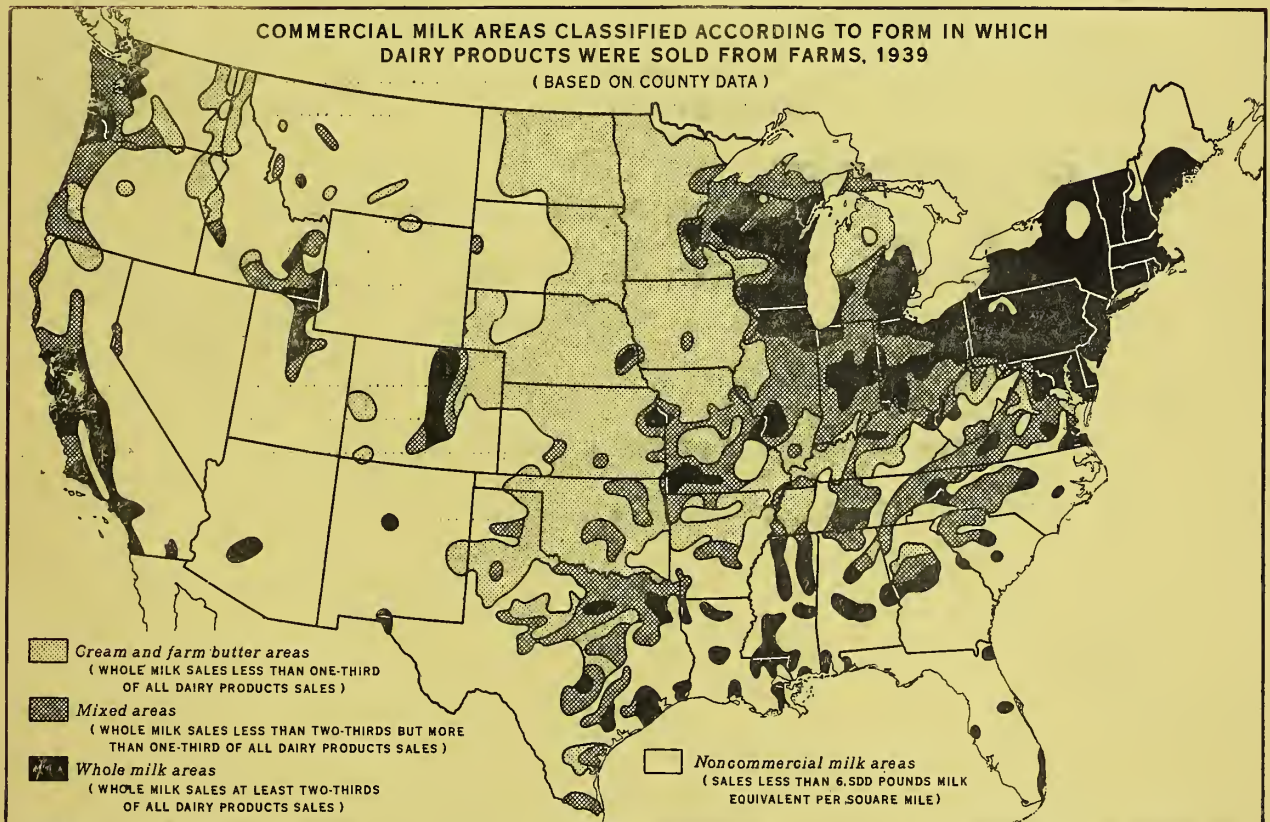 COMMERCIAL MILK AREAS CLASSIFIED ACCORDING TO FORM IN WHICH
DAIRY PRODUCTS WERE SOLD FROM FARMS, 1939
( BASED ON COUNTY DATA )
Cream and farm butter areas
( WHOLE MILK SALES LESS THAN ONE-THIRD
OF ALL DAIRY PRODUCTS SALES )
Mixed areas
( WHOLE MILK SALES LESS THAN TWO-THIRDS BUT MORE
THAN ONE-THIRD OF ALL DAIRY PRODUCTS SALES )
Whole milk areas
( WHOLE MILK SALES AT LEAST TWO-THIRDS
OF ALL DAIRY PRODUCTS SALES )
Noncommercial milk areas
( SALES LESS THAN 6,500 POUNDS MILK
EQUIVALENT PER SQUARE MILE )